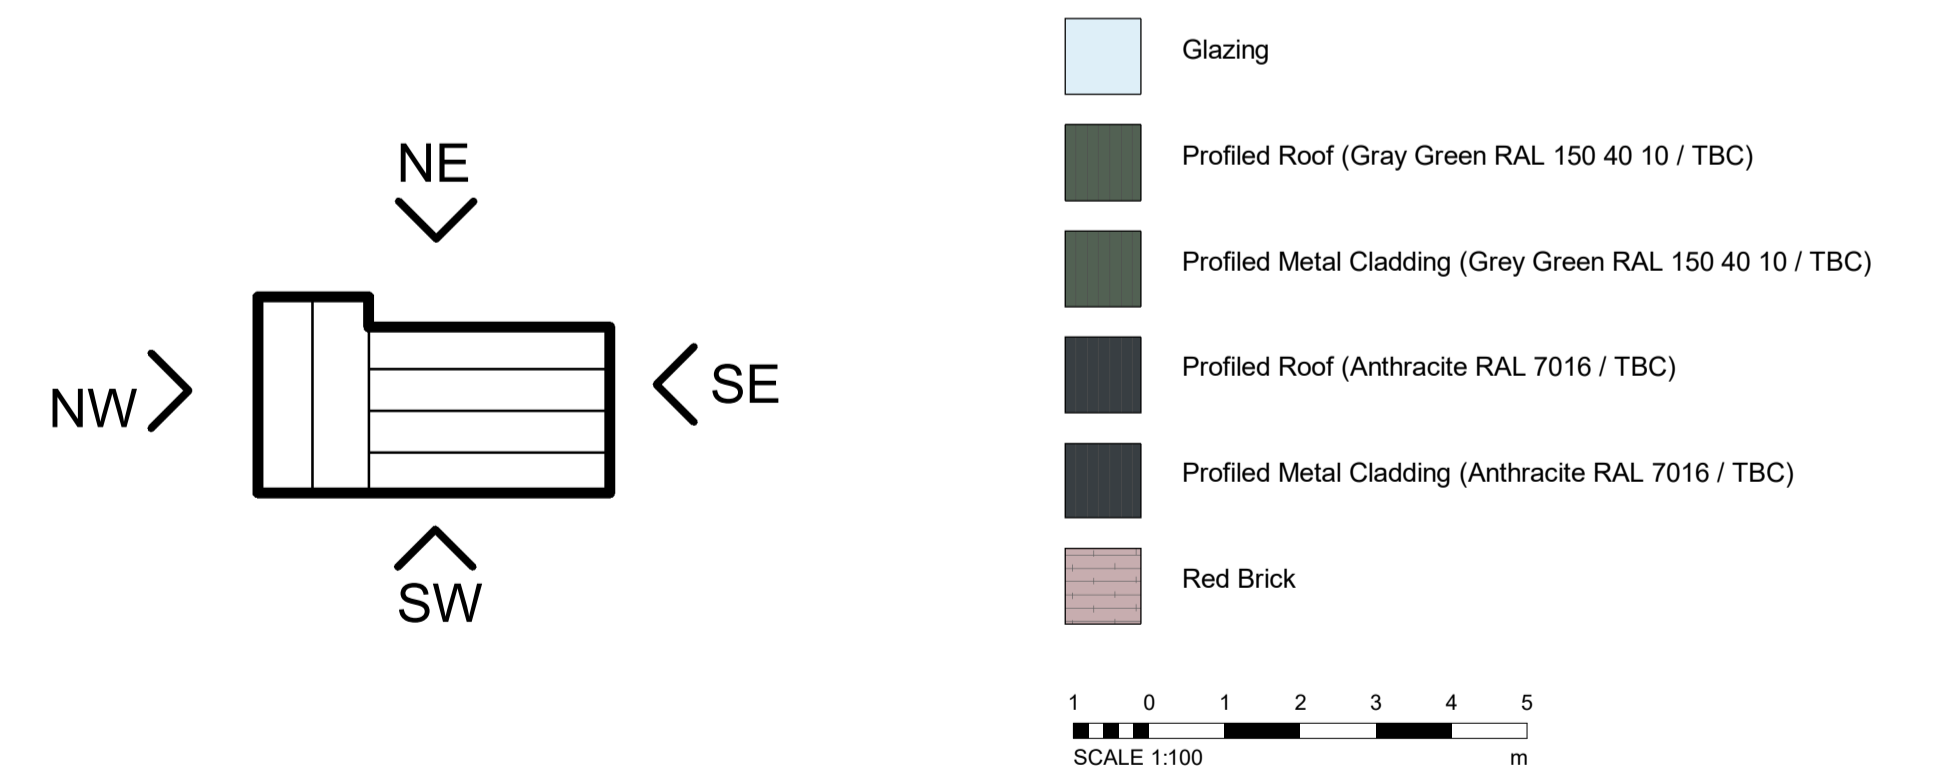 NE
NW
SE
SW
Glazing
Profiled Roof (Gray Green RAL 150 40 10 / TBC)
Profiled Metal Cladding (Grey Green RAL 150 40 10 / TBC)
Profiled Roof (Anthracite RAL 7016 / TBC)
Profiled Metal Cladding (Anthracite RAL 7016 / TBC)
Red Brick
1 0 1 2 3 4 5
SCALE 1:100 m